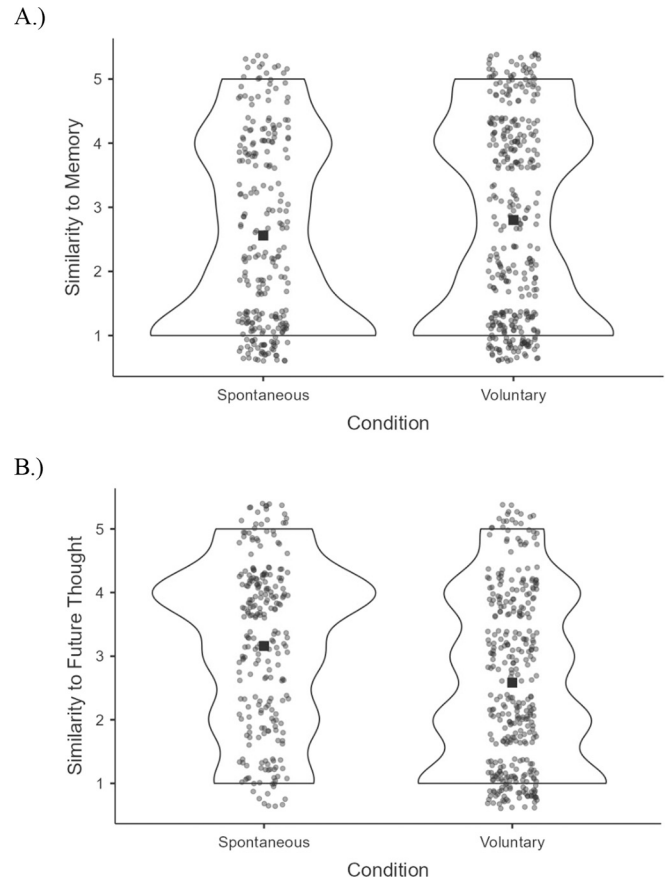 A.)
Similarity to Memory
5
4
3
2
1
Spontaneous Voluntary
Condition
B.)
Similarity to Future Thought
5
4
3
2
1
Spontaneous Voluntary
Condition